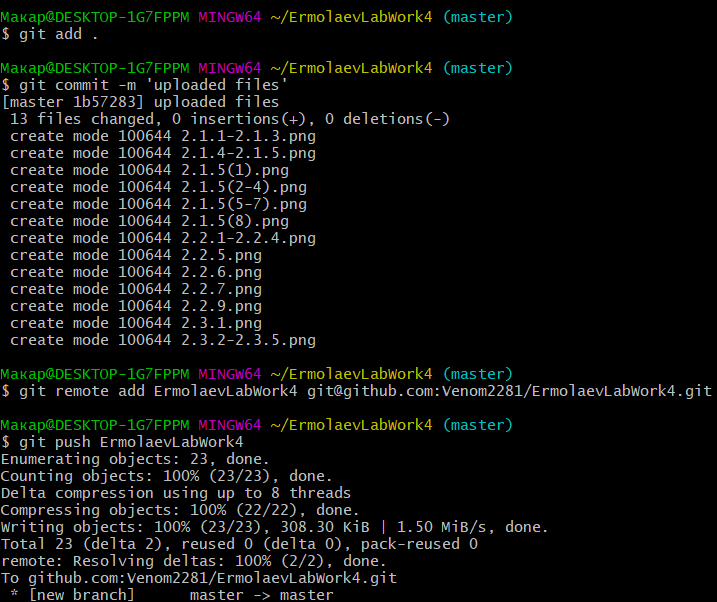 Макар@DESKTOP-1G7FPPM MINGW64 ~/ErmolaevLabWork4 (master)
$ git add .
Макар@DESKTOP-1G7FPPM MINGW64 ~/ErmolaevLabWork4 (master)
$ git commit -m 'uploaded files'
[master 1b57283] uploaded files
 13 files changed, 0 insertions(+), 0 deletions(-)
 create mode 100644 2.1.1-2.1.3.png
 create mode 100644 2.1.4-2.1.5.png
 create mode 100644 2.1.5(1).png
 create mode 100644 2.1.5(2-4).png
 create mode 100644 2.1.5(5-7).png
 create mode 100644 2.1.5(8).png
 create mode 100644 2.2.1-2.2.4.png
 create mode 100644 2.2.5.png
 create mode 100644 2.2.6.png
 create mode 100644 2.2.7.png
 create mode 100644 2.2.9.png
 create mode 100644 2.3.1.png
 create mode 100644 2.3.2-2.3.5.png
Макар@DESKTOP-1G7FPPM MINGW64 ~/ErmolaevLabWork4 (master)
$ git remote add ErmolaevLabWork4 git@github.com:Venom2281/ErmolaevLabWork4.git
Макар@DESKTOP-1G7FPPM MINGW64 ~/ErmolaevLabWork4 (master)
$ git push ErmolaevLabWork4
Enumerating objects: 23, done.
Counting objects: 100% (23/23), done.
Delta compression using up to 8 threads
Compressing objects: 100% (22/22), done.
Writing objects: 100% (23/23), 308.30 KiB | 1.50 MiB/s, done.
Total 23 (delta 2), reused 0 (delta 0), pack-reused 0
remote: Resolving deltas: 100% (2/2), done.
To github.com:Venom2281/ErmolaevLabWork4.git
 * [new branch]      master -> master